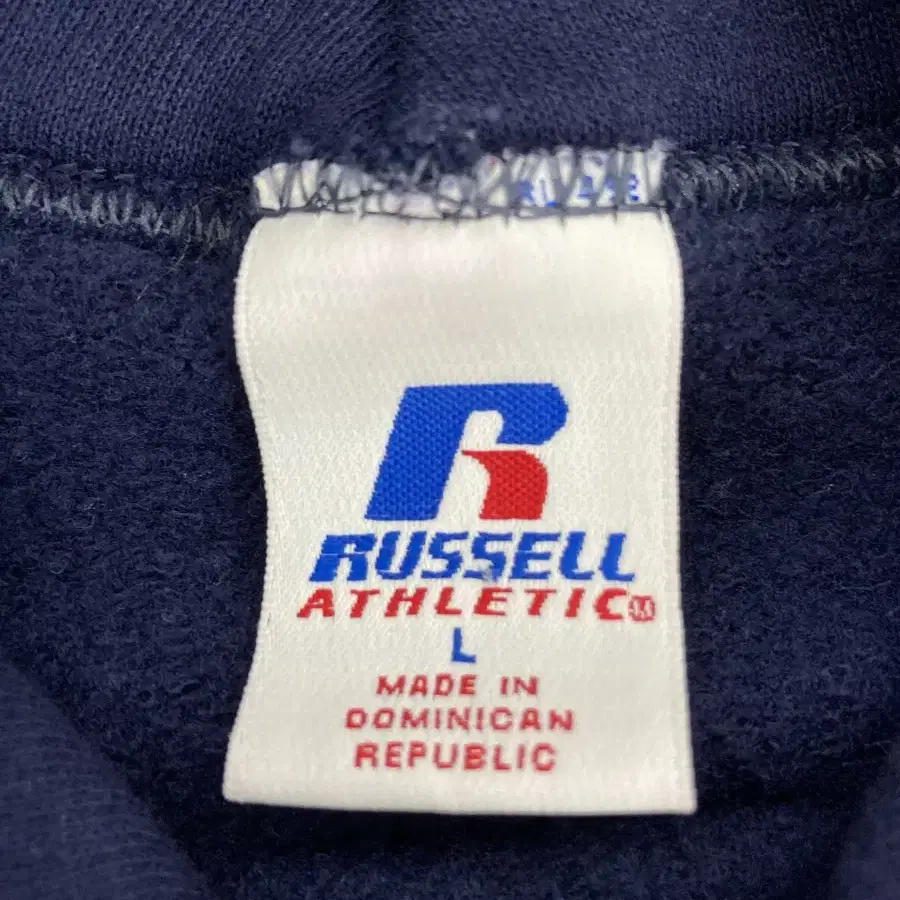 RUSSELL
ATHLETIC
L
MADE IN
DOMINICAN
REPUBLIC